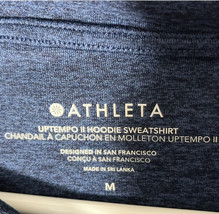 ATHLETA
UPTEMPO II HOODIE SWEATSHIRT
CHANDAIL À CAPUCHON EN MOLLETON UPTEMPO II
DESIGNED IN SAN FRANCISCO
CONÇU À SAN FRANCISCO
MADE IN SRI LANKA
M